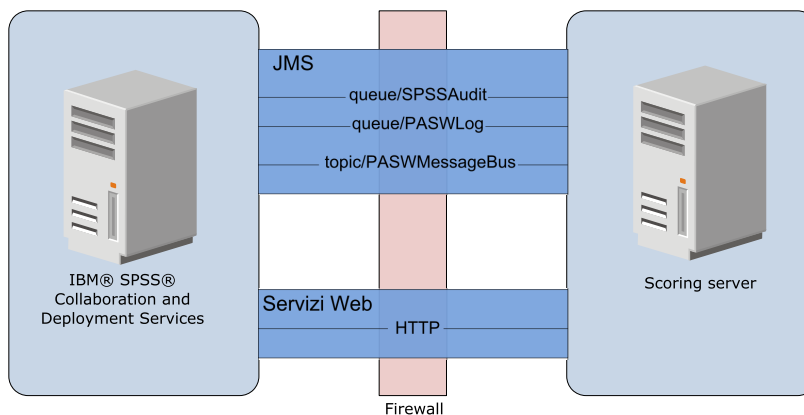 JMS
queue/SPSSAudit
queue/PASWLog
topic/PASWMessageBus
IBM® SPSS®
Collaboration and
Deployment Services
Scoring server
Servizi Web
HTTP
Firewall